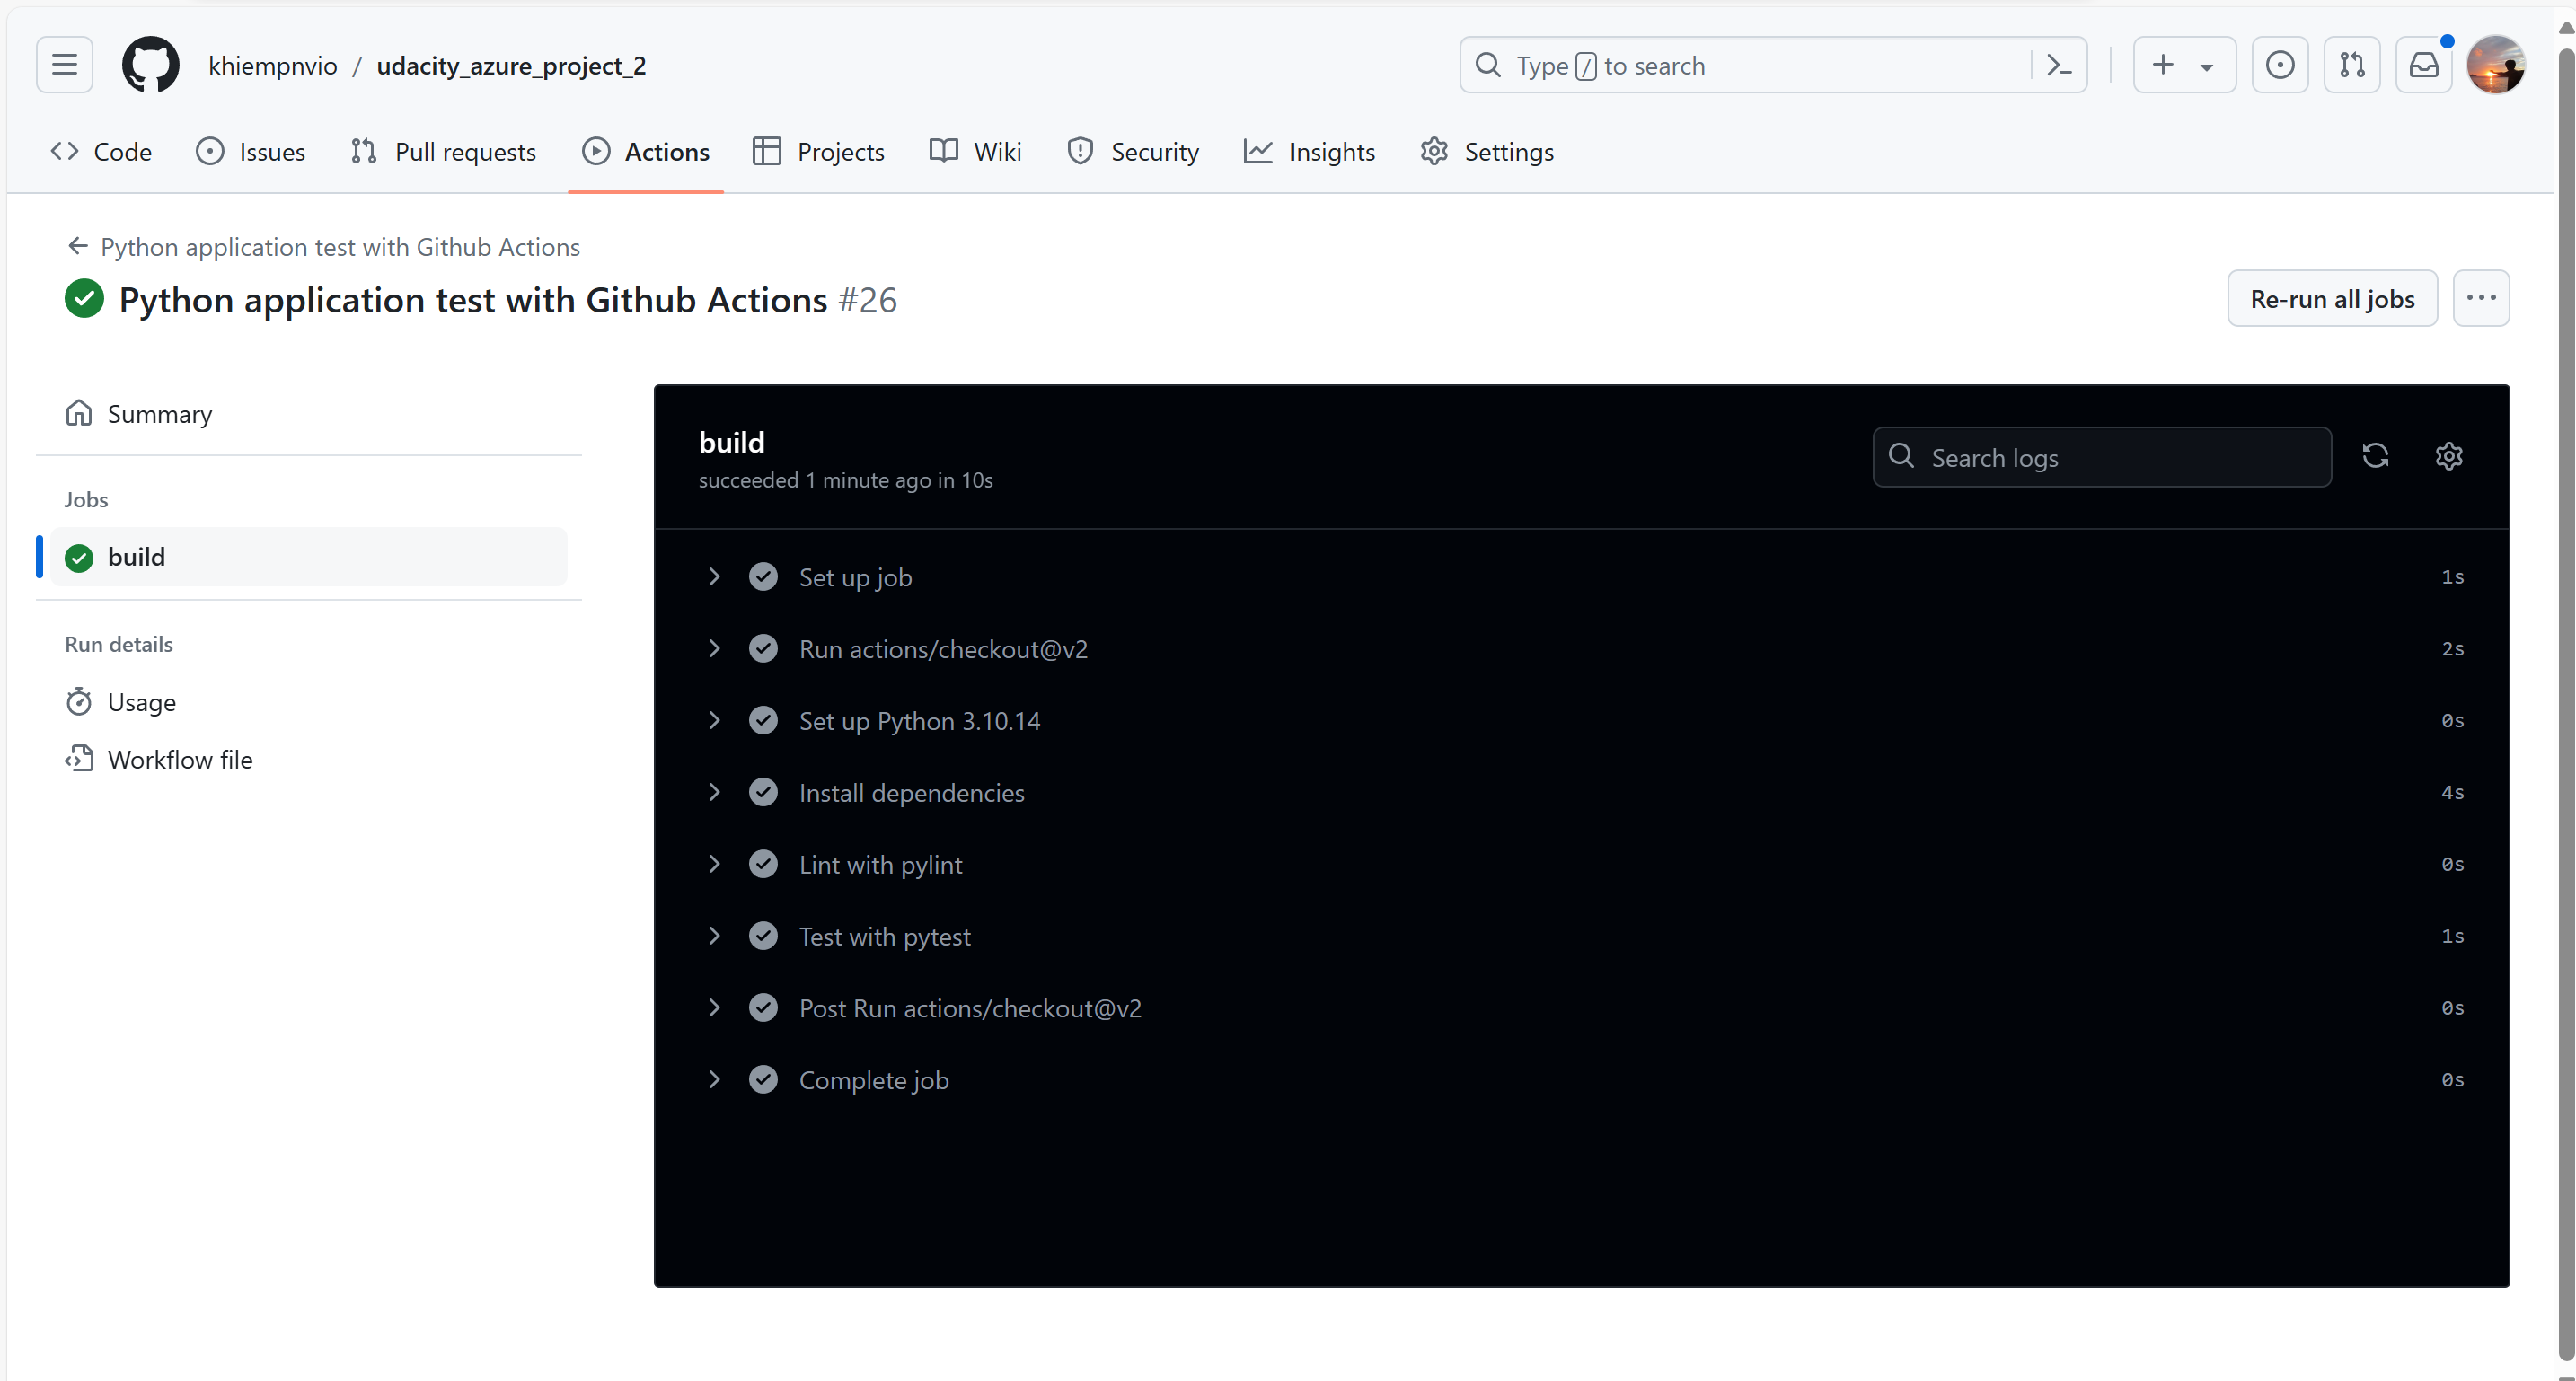 khiempnvio / udacity_azure_project_2
Type / to search
Code Issues Pull requests Actions Projects Wiki Security Insights Settings
Python application test with Github Actions
Python application test with Github Actions #26
Re-run all jobs
Summary
Jobs
build
Run details
Usage
Workflow file
build
succeeded 1 minute ago in 10s
Search logs
Set up job 1s
Run actions/checkout@v2 2s
Set up Python 3.10.14 0s
Install dependencies 4s
Lint with pylint 0s
Test with pytest 1s
Post Run actions/checkout@v2 0s
Complete job 0s